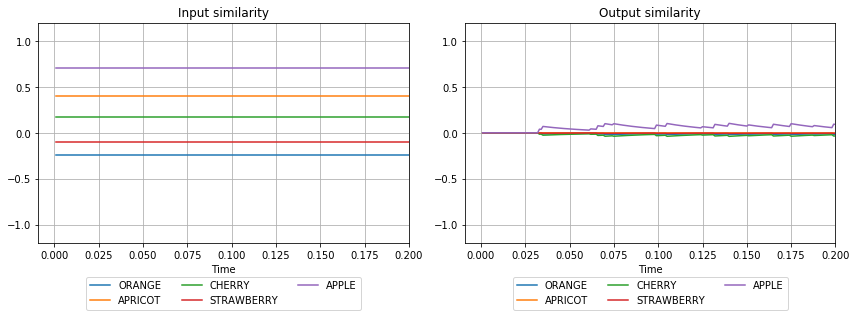 Input similarity
1.0
0.5
0.0
−0.5
−1.0
0.000 0.025 0.050 0.075 0.100 0.125 0.150 0.175 0.200
Time
ORANGE CHERRY APPLE
APRICOT STRAWBERRY
Output similarity
1.0
0.5
0.0
−0.5
−1.0
0.000 0.025 0.050 0.075 0.100 0.125 0.150 0.175 0.200
Time
ORANGE CHERRY APPLE
APRICOT STRAWBERRY